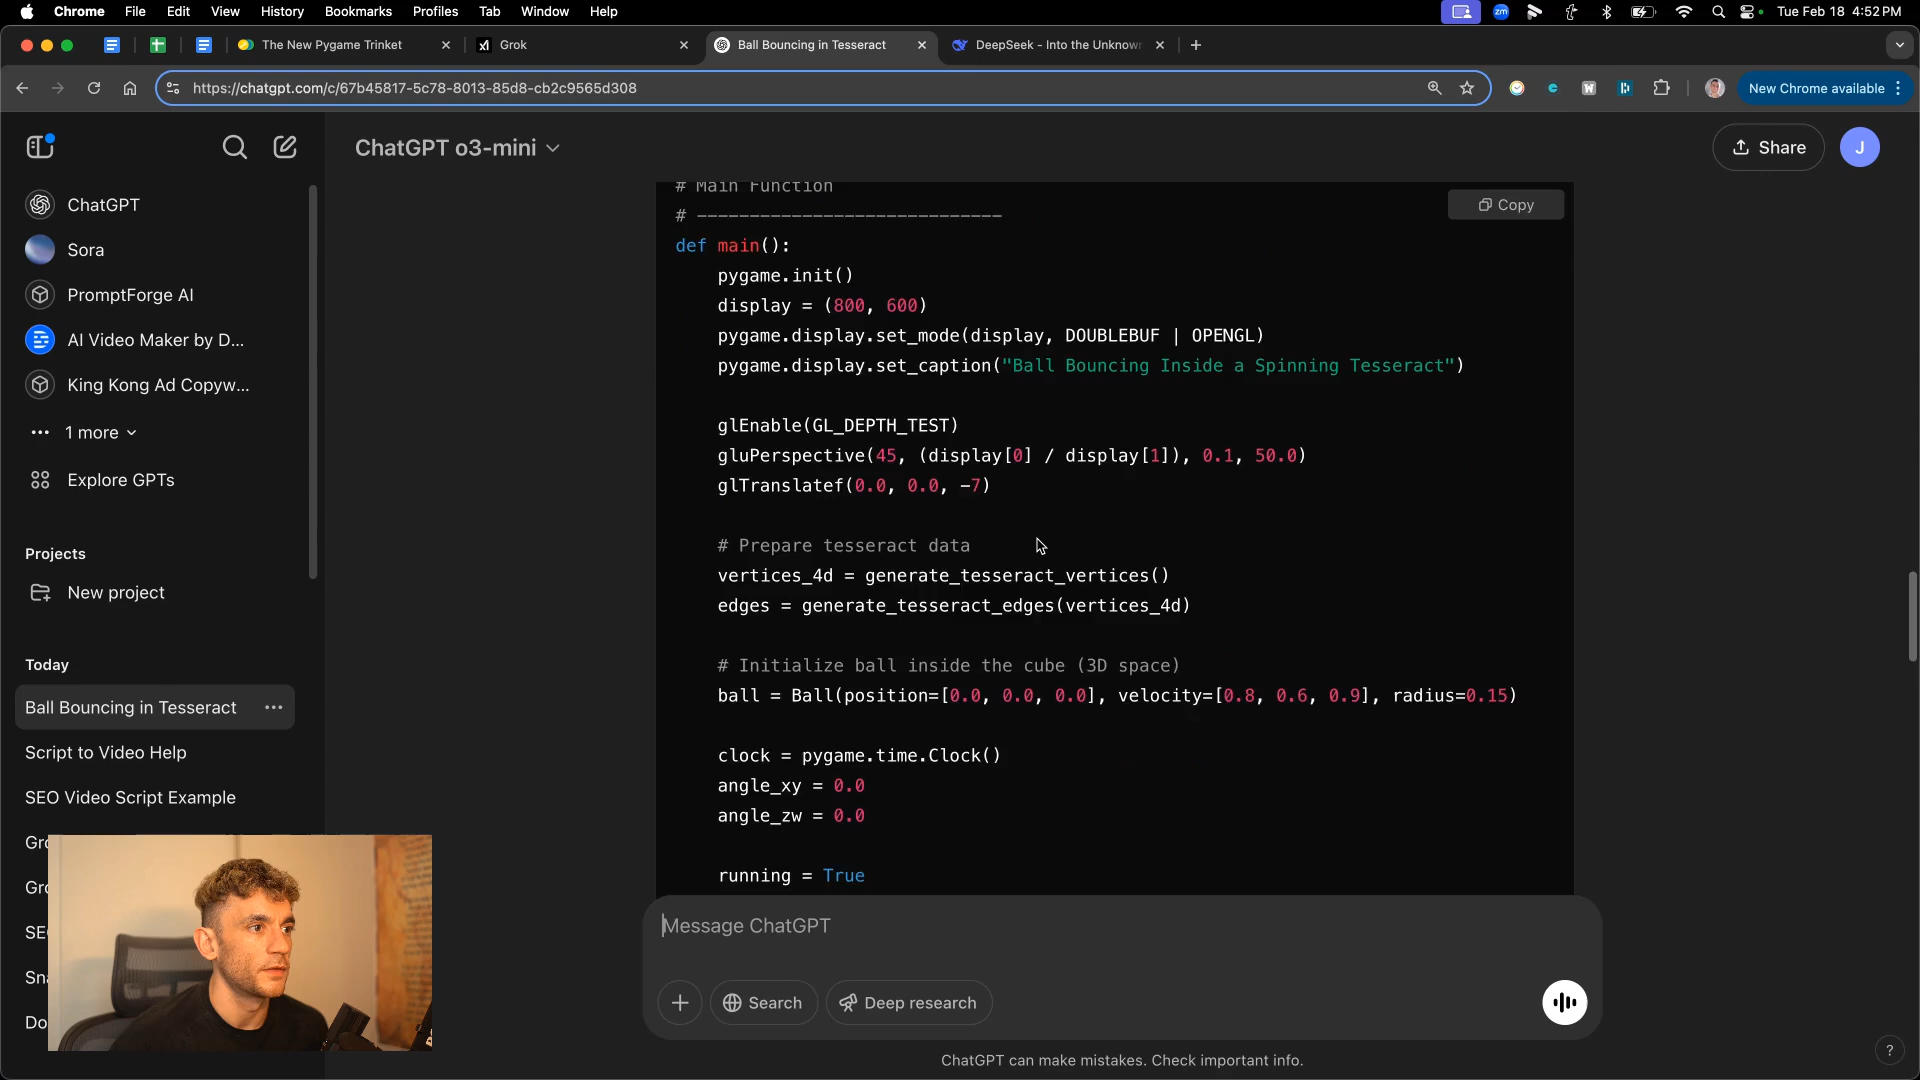 Chrome File Edit View History Bookmarks Profiles Tab Window Help
zm
Tue Feb 18 4:52 PM
The New Pygame Trinket
Grok
Ball Bouncing in Tesseract
DeepSeek - Into the Unknown
https://chatgpt.com/c/67b45817-5c78-8013-85d8-cb2c9565d308
New Chrome available
ChatGPT o3-mini
Share
J
ChatGPT
Sora
PromptForge AI
AI Video Maker by D...
King Kong Ad Copyw...
1 more
Explore GPTs
Projects
New project
Today
Ball Bouncing in Tesseract
Script to Video Help
SEO Video Script Example
Gro
Gro
SE
Sn
Do
# Main Function
# -----------------------------
Copy
def main():
pygame.init()
display = (800, 600)
pygame.display.set_mode(display, DOUBLEBUF | OPENGL)
pygame.display.set_caption("Ball Bouncing Inside a Spinning Tesseract")
glEnable(GL_DEPTH_TEST)
gluPerspective(45, (display[0] / display[1]), 0.1, 50.0)
glTranslatef(0.0, 0.0, -7)
# Prepare tesseract data
vertices_4d = generate_tesseract_vertices()
edges = generate_tesseract_edges(vertices_4d)
# Initialize ball inside the cube (3D space)
ball = Ball(position=[0.0, 0.0, 0.0], velocity=[0.8, 0.6, 0.9], radius=0.15)
clock = pygame.time.Clock()
angle_xy = 0.0
angle_zw = 0.0
running = True
Message ChatGPT
Search
Deep research
ChatGPT can make mistakes. Check important info.
?